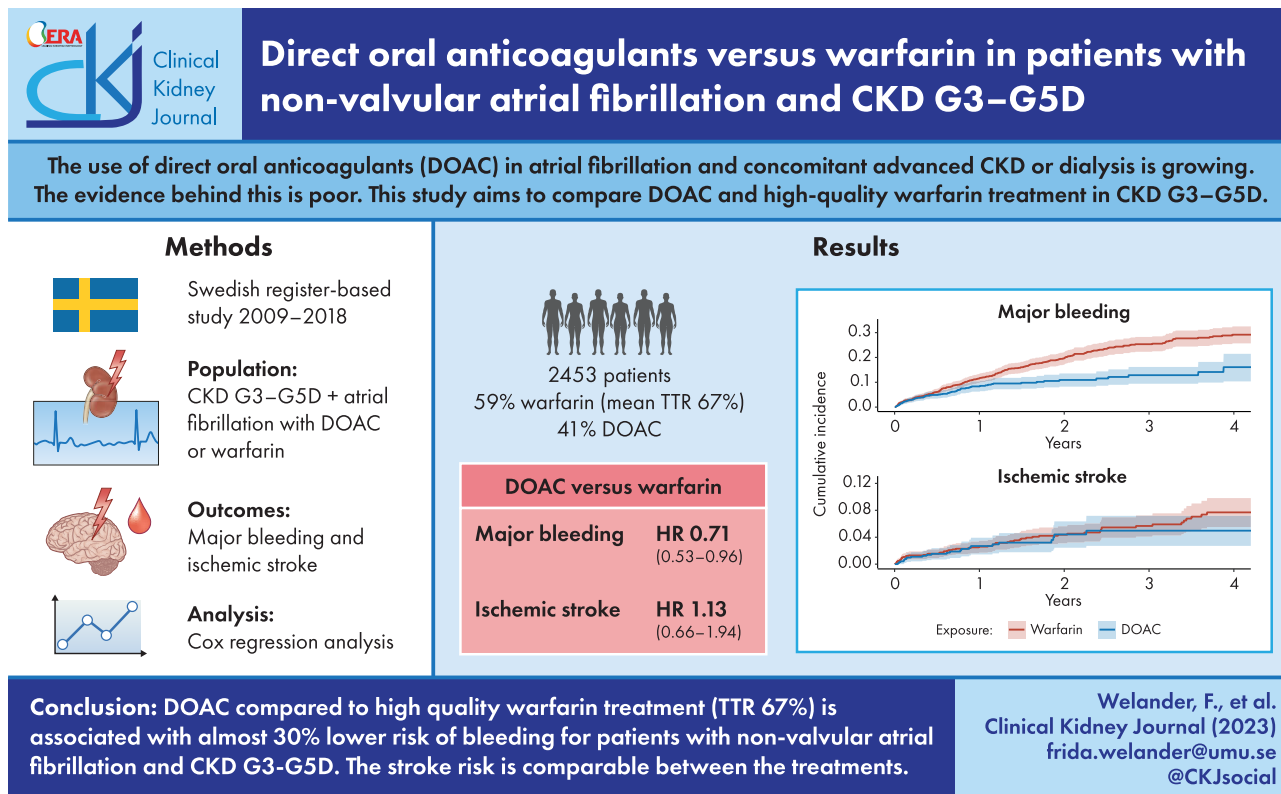 ERA
ckj
Clinical
Kidney
Journal
Direct oral anticoagulants versus warfarin in patients with
non-valvular atrial fibrillation and CKD G3–G5D
The use of direct oral anticoagulants (DOAC) in atrial fibrillation and concomitant advanced CKD or dialysis is growing.
The evidence behind this is poor. This study aims to compare DOAC and high-quality warfarin treatment in CKD G3–G5D.
Methods
Swedish register-based
study 2009–2018
Population:
CKD G3–G5D + atrial
fibrillation with DOAC
or warfarin
Outcomes:
Major bleeding and
ischemic stroke
Analysis:
Cox regression analysis
Results
2453 patients
59% warfarin (mean TTR 67%)
41% DOAC
DOAC versus warfarin
Major bleeding HR 0.71
(0.53–0.96)
Ischemic stroke HR 1.13
(0.66–1.94)
Cumulative incidence
Major bleeding
0.3
0.2
0.1
0.0
0 1 2 3 4
Years
Ischemic stroke
0.12
0.08
0.04
0.00
0 1 2 3 4
Years
Exposure: Warfarin DOAC
Conclusion: DOAC compared to high quality warfarin treatment (TTR 67%) is
associated with almost 30% lower risk of bleeding for patients with non-valvular atrial
fibrillation and CKD G3-G5D. The stroke risk is comparable between the treatments.
Welander, F., et al.
Clinical Kidney Journal (2023)
frida.welander@umu.se
@CKJsocial